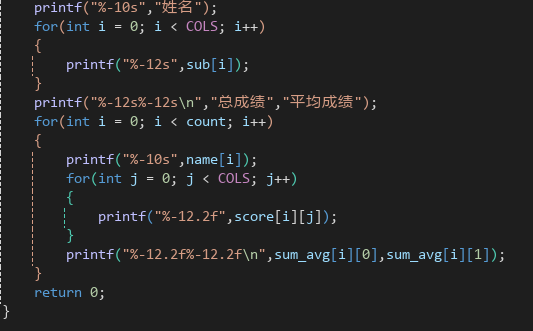 printf("%-10s","姓名");
for(int i = 0; i < COLS; i++)
{
printf("%-12s",sub[i]);
}
printf("%-12s%-12s\n","总成绩","平均成绩");
for(int i = 0; i < count; i++)
{
printf("%-10s",name[i]);
for(int j = 0; j < COLS; j++)
{
printf("%-12.2f",score[i][j]);
}
printf("%-12.2f%-12.2f\n",sum_avg[i][0],sum_avg[i][1]);
}
return 0;
}